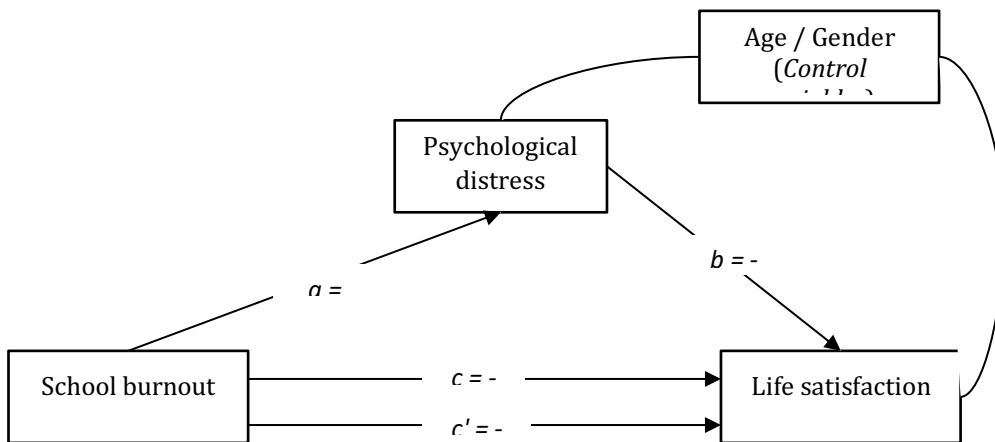 Age / Gender
(Control
Psychological
distress
b = -
a =
School burnout
c = -
Life satisfaction
c' = -